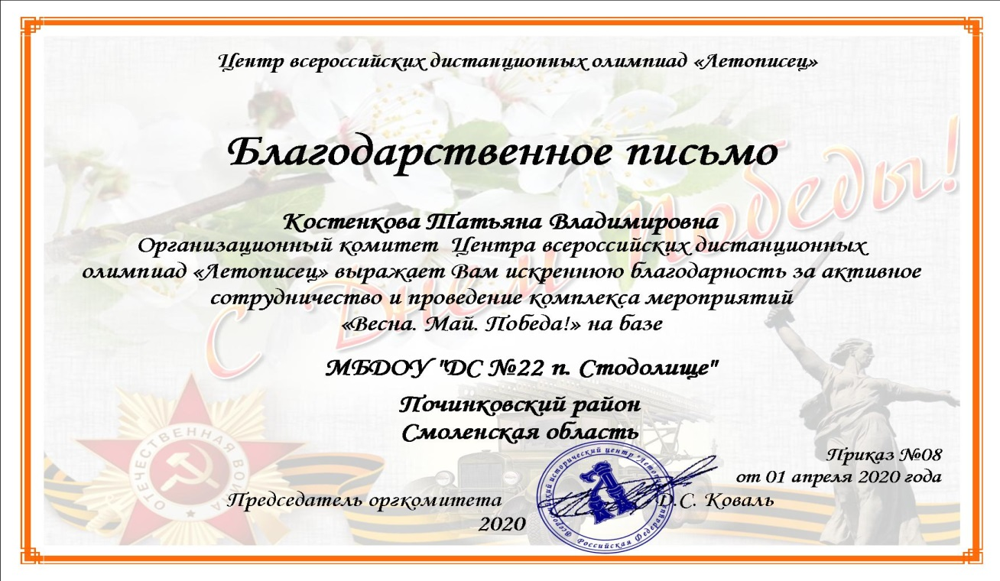 Центр всероссийских дистанционных олимпиад «Летописец»
Благодарственное письмо
С Днем Победы!
Костенкова Татьяна Владимировна
Организационный комитет Центра всероссийских дистанционных
олимпиад «Летописец» выражает Вам искреннюю благодарность за активное
сотрудничество и проведение комплекса мероприятий
«Весна. Май. Победа!» на базе
МБДОУ "ДС №22 п. Стодолище"
Починковский район
Смоленская область
ОТЕЧЕСТВЕННАЯ ВОЙНА
Приказ №08
от 01 апреля 2020 года
Председатель оргкомитета
Д.С. Коваль
2020
исторический центр
Российская Федерация